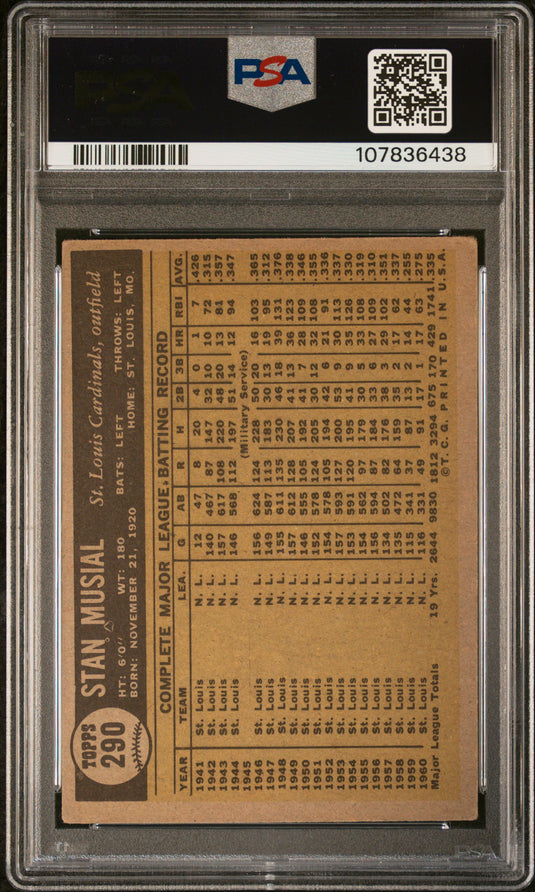 PSA
107836438
TOPPS
290
STAN MUSIAL St. Louis Cardinals, outfield
HT: 6'0" WT: 180 BATS: LEFT THROWS: LEFT
BORN: NOVEMBER 21, 1920 HOME: ST. LOUIS, MO.
COMPLETE MAJOR LEAGUE BATTING RECORD
YEAR TEAM LEA. G AB R H 2B 3B HR RBI AVG.
1941 St. Louis N. L. 12 47 8 20 4 0 1 7 .426
1942 St. Louis N. L. 140 467 87 147 32 10 10 72 .315
1943 St. Louis N. L. 157 617 108 220 48 20 13 81 .357
1944 St. Louis N. L. 146 568 112 197 51 14 12 94 .347
1945 (Military Service)
1946 St. Louis N. L. 156 624 124 228 50 20 16 103 .365
1947 St. Louis N. L. 149 587 113 183 30 13 19 95 .312
1948 St. Louis N. L. 155 611 135 230 46 18 39 131 .376
1949 St. Louis N. L. 157 612 128 207 41 13 36 123 .338
1950 St. Louis N. L. 146 555 105 192 41 7 28 109 .346
1951 St. Louis N. L. 152 578 124 205 30 12 32 108 .355
1952 St. Louis N. L. 154 578 105 194 42 6 21 91 .336
1953 St. Louis N. L. 157 593 127 200 53 9 30 113 .337
1954 St. Louis N. L. 153 591 120 195 41 9 35 126 .330
1955 St. Louis N. L. 154 562 97 179 30 5 33 108 .319
1956 St. Louis N. L. 156 594 87 184 33 6 27 109 .310
1957 St. Louis N. L. 134 502 82 176 38 3 29 102 .351
1958 St. Louis N. L. 135 472 64 159 35 2 17 62 .337
1959 St. Louis N. L. 115 341 37 87 13 2 14 44 .255
1960 St. Louis N. L. 116 331 49 91 17 1 17 63 .275
Major League Totals 19 Yrs. 2644 9830 1812 3294 675 170 429 1741 .335
© T. C. G. PRINTED IN U.S.A.
PSA